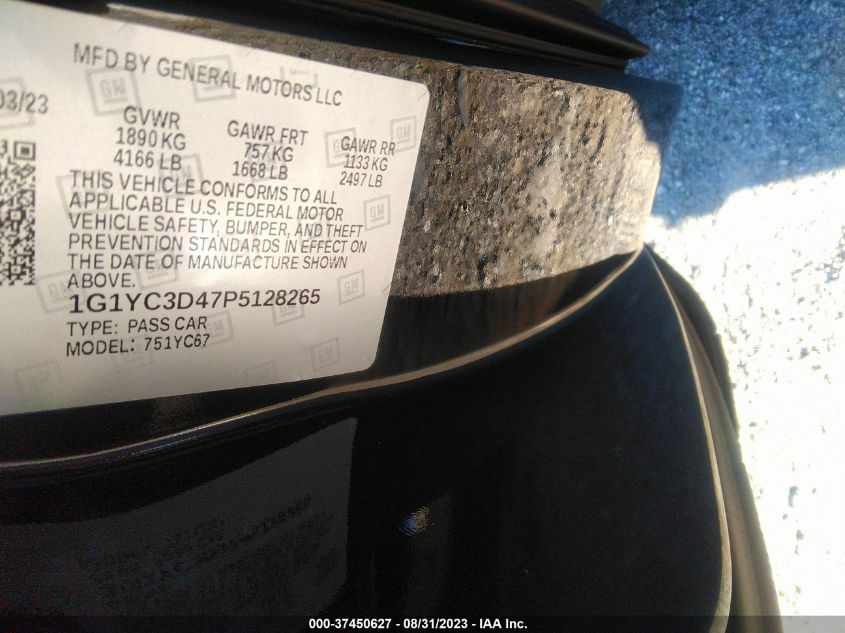 MFD BY GENERAL MOTORS LLC
03/23
GVWR GAWR FRT GAWR RR
1890 KG 757 KG 1133 KG
4166 LB 1668 LB 2497 LB
THIS VEHICLE CONFORMS TO ALL
APPLICABLE U.S. FEDERAL MOTOR
VEHICLE SAFETY, BUMPER, AND THEFT
PREVENTION STANDARDS IN EFFECT ON
THE DATE OF MANUFACTURE SHOWN
ABOVE.
1G1YC3D47P5128265
TYPE: PASS CAR
MODEL: 751YC67
GM
000-37450627 - 08/31/2023 - IAA Inc.